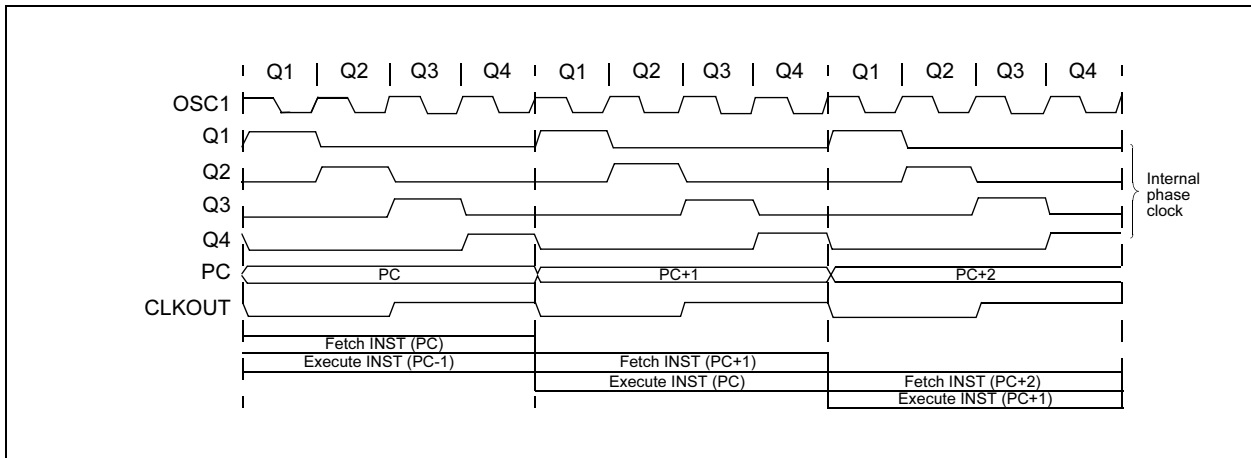 Q1 Q2 Q3 Q4 Q1 Q2 Q3 Q4 Q1 Q2 Q3 Q4
OSC1
Q1
Q2
Q3
Q4
Internal
phase
clock
PC PC PC+1 PC+2
CLKOUT
Fetch INST (PC)
Execute INST (PC-1) Fetch INST (PC+1)
Execute INST (PC) Fetch INST (PC+2)
Execute INST (PC+1)